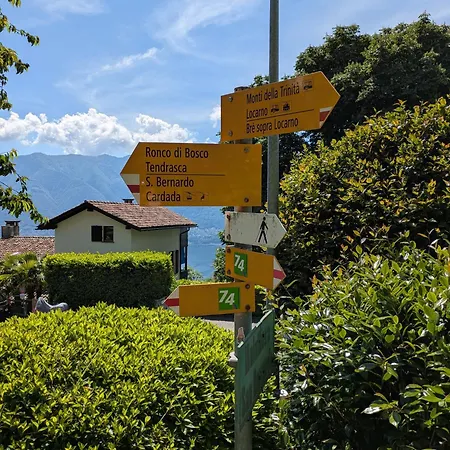 Monti della Trinità
Locarno
Brè sopra Locarno
Ronco di Bosco
Tendrasca
S. Bernardo
Cardada
74
74